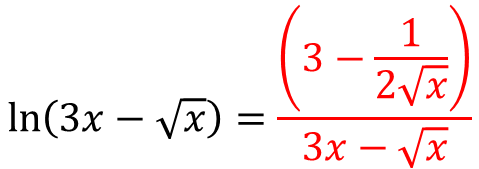 ln(3x − √x) = (3 − 1/(2√x))/(3x − √x)